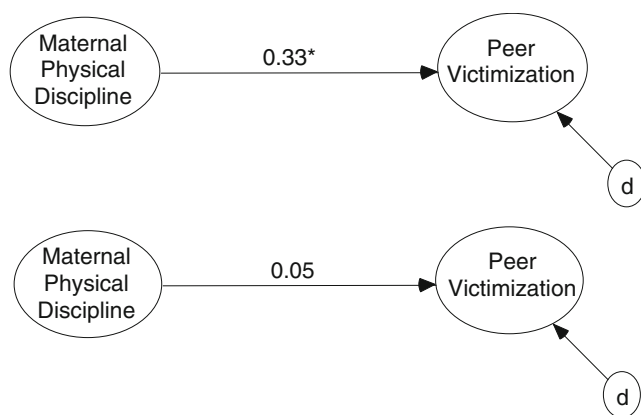 Maternal
Physical
Discipline
0.33*
Peer
Victimization
d
Maternal
Physical
Discipline
0.05
Peer
Victimization
d